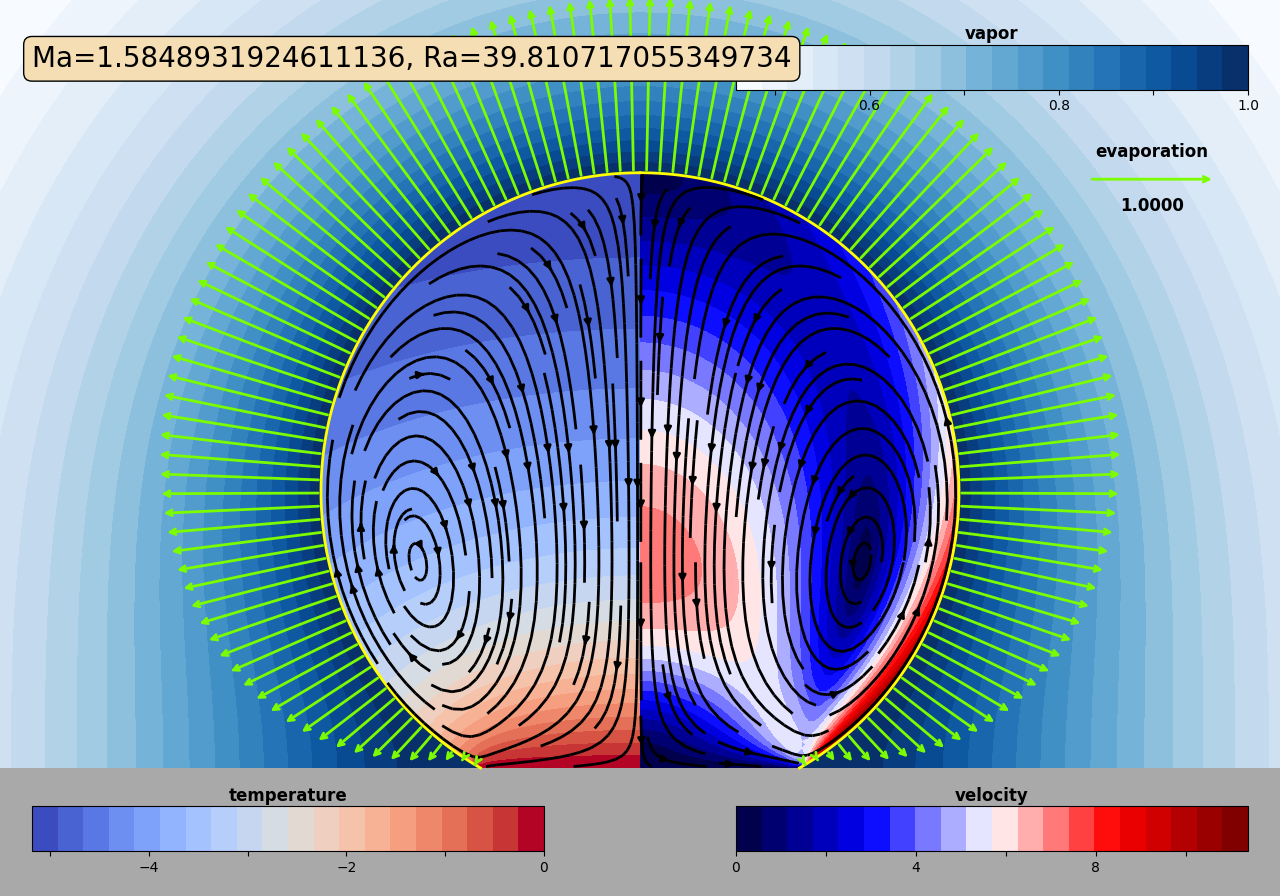 Ma=1.5848931924611136, Ra=39.810717055349734
vapor
0.6 0.8 1.0
evaporation
1.0000
temperature
−4 −2 0
velocity
0 4 8